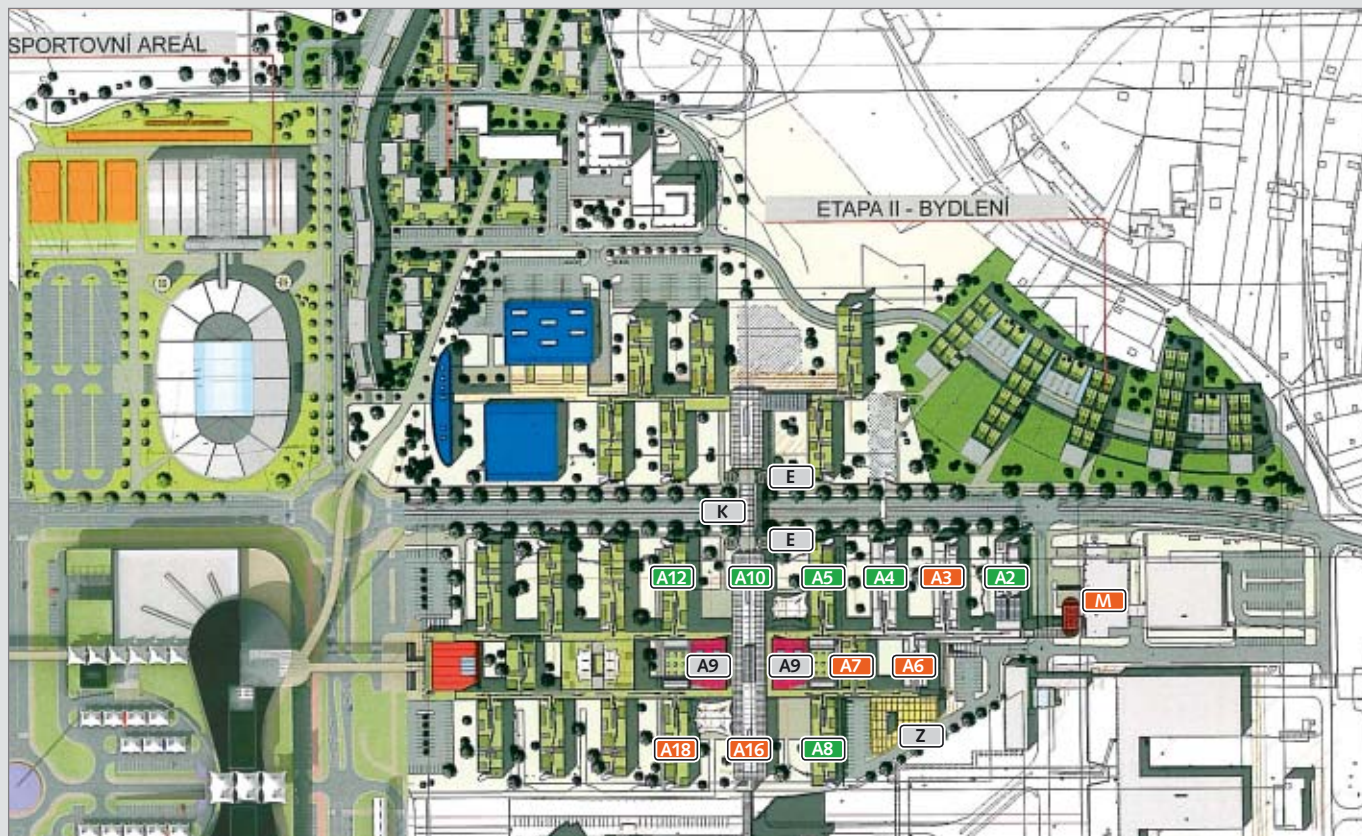 SPORTOVNÍ AREÁL
ETAPA II - BYDLENÍ
E
K
E
A12
A10
A5
A4
A3
A2
M
A9
A9
A7
A6
Z
A18
A16
A8